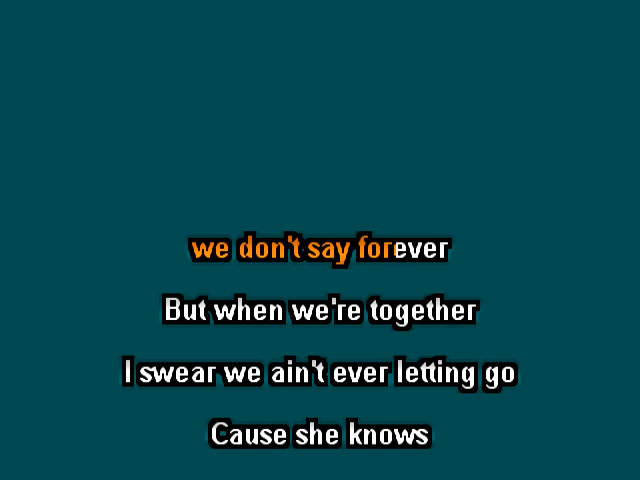 we don't say forever
But when we're together
I swear we ain't ever letting go
Cause she knows